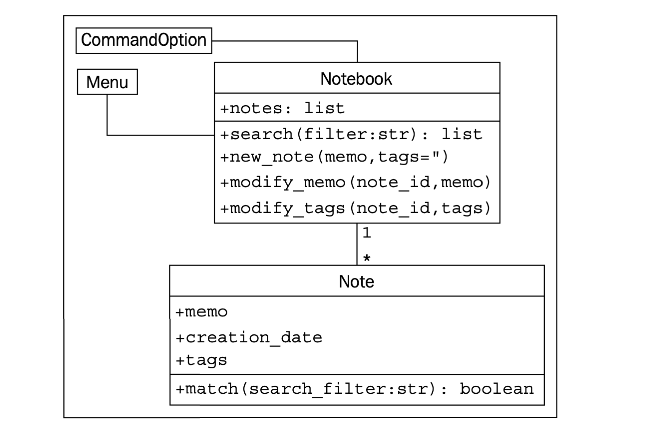 CommandOption
Menu
Notebook
+notes: list
+search(filter:str): list
+new_note(memo,tags=")
+modify_memo(note_id,memo)
+modify_tags(note_id,tags)
1
*
Note
+memo
+creation_date
+tags
+match(search_filter:str): boolean